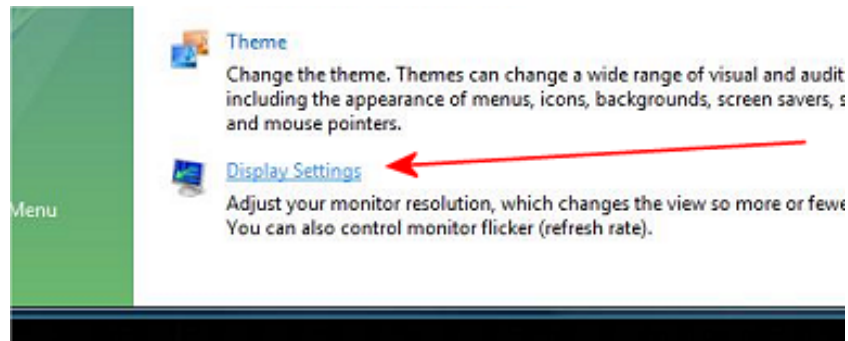 Theme
Change the theme. Themes can change a wide range of visual and audit
including the appearance of menus, icons, backgrounds, screen savers, s
and mouse pointers.
Display Settings
Menu
Adjust your monitor resolution, which changes the view so more or fewe
You can also control monitor flicker (refresh rate).